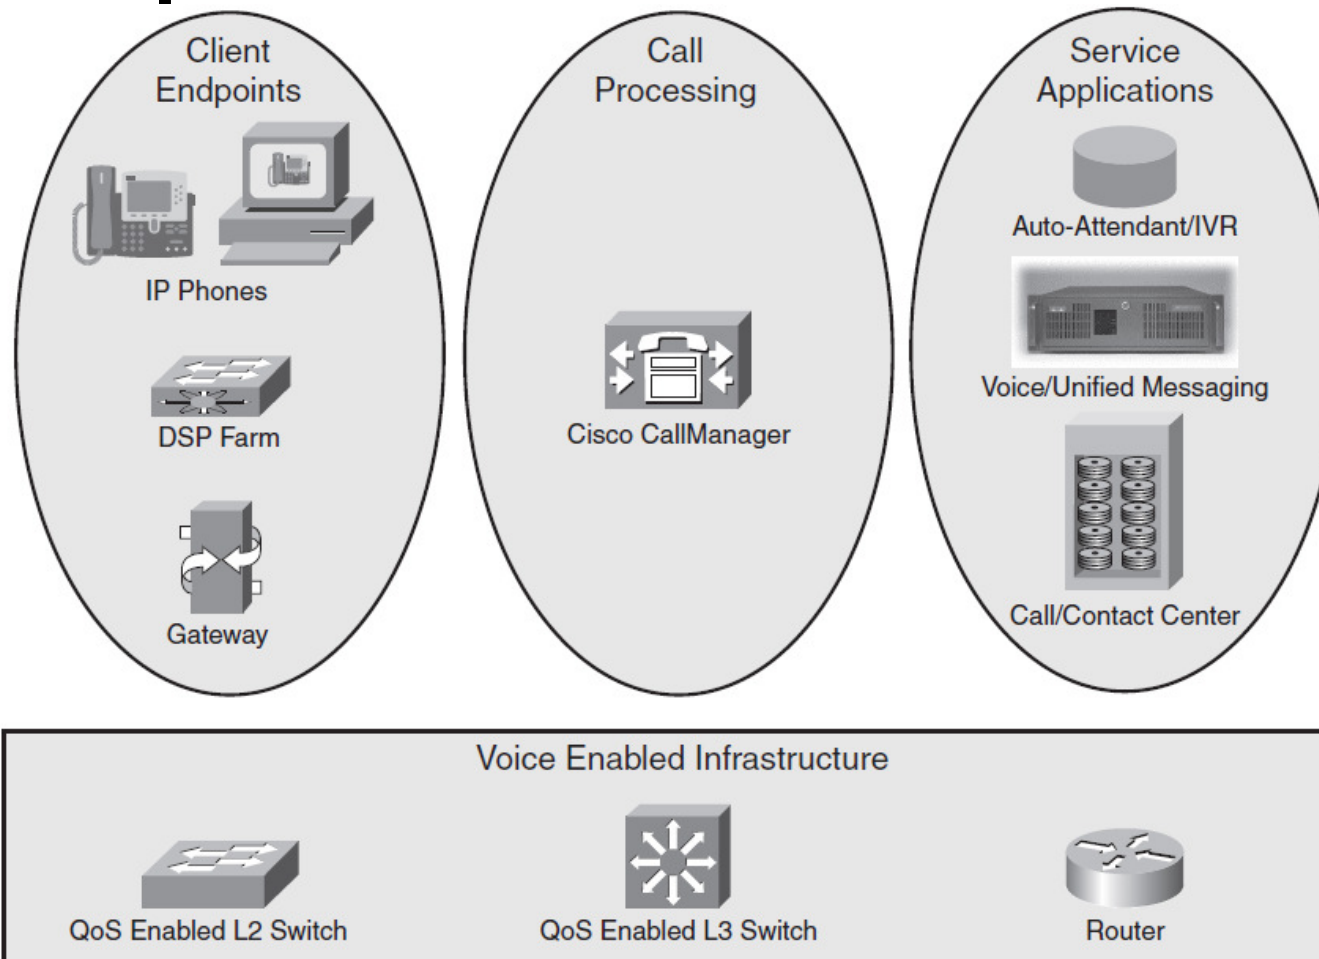 Client
Endpoints
IP Phones
DSP Farm
Gateway
Call
Processing
Cisco CallManager
Service
Applications
Auto-Attendant/IVR
Voice/Unified Messaging
Call/Contact Center
Voice Enabled Infrastructure
QoS Enabled L2 Switch
QoS Enabled L3 Switch
Router